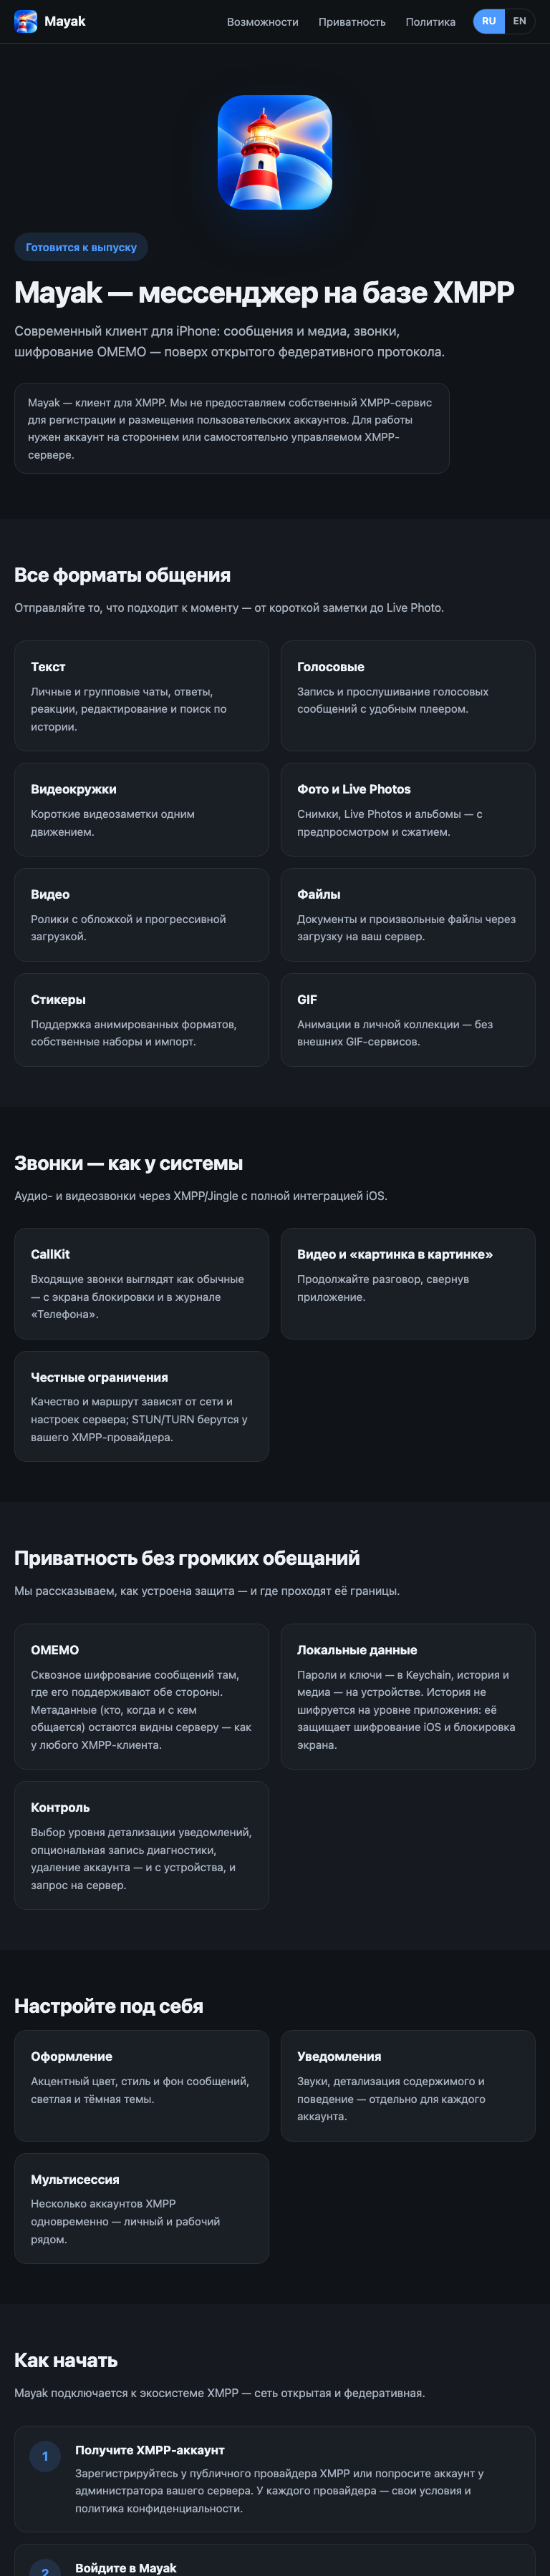 Mayak
Возможности
Приватность
Политика
RU
EN
Готовится к выпуску
Mayak — мессенджер на базе XMPP
Современный клиент для iPhone: сообщения и медиа, звонки,
шифрование OMEMO — поверх открытого федеративного протокола.
Mayak — клиент для XMPP. Мы не предоставляем собственный XMPP-сервис
для регистрации и размещения пользовательских аккаунтов. Для работы
нужен аккаунт на стороннем или самостоятельно управляемом XMPP-
сервере.
Все форматы общения
Отправляйте то, что подходит к моменту — от короткой заметки до Live Photo.
Текст
Личные и групповые чаты, ответы,
реакции, редактирование и поиск по
истории.
Голосовые
Запись и прослушивание голосовых
сообщений с удобным плеером.
Видеокружки
Короткие видеозаметки одним
движением.
Фото и Live Photos
Снимки, Live Photos и альбомы — с
предпросмотром и сжатием.
Видео
Ролики с обложкой и прогрессивной
загрузкой.
Файлы
Документы и произвольные файлы через
загрузку на ваш сервер.
Стикеры
Поддержка анимированных форматов,
собственные наборы и импорт.
GIF
Анимации в личной коллекции — без
внешних GIF-сервисов.
Звонки — как у системы
Аудио- и видеозвонки через XMPP/Jingle с полной интеграцией iOS.
CallKit
Входящие звонки выглядят как обычные
— с экрана блокировки и в журнале
«Телефона».
Видео и «картинка в картинке»
Продолжайте разговор, свернув
приложение.
Честные ограничения
Качество и маршрут зависят от сети и
настроек сервера; STUN/TURN берутся у
вашего XMPP-провайдера.
Приватность без громких обещаний
Мы рассказываем, как устроена защита — и где проходят её границы.
OMEMO
Сквозное шифрование сообщений там,
где его поддерживают обе стороны.
Метаданные (кто, когда и с кем
общается) остаются видны серверу — как
у любого XMPP-клиента.
Локальные данные
Пароли и ключи — в Keychain, история и
медиа — на устройстве. История не
шифруется на уровне приложения: её
защищает шифрование iOS и блокировка
экрана.
Контроль
Выбор уровня детализации уведомлений,
опциональная запись диагностики,
удаление аккаунта — и с устройства, и
запрос на сервер.
Настройте под себя
Оформление
Акцентный цвет, стиль и фон сообщений,
светлая и тёмная темы.
Уведомления
Звуки, детализация содержимого и
поведение — отдельно для каждого
аккаунта.
Мультисессия
Несколько аккаунтов XMPP
одновременно — личный и рабочий
рядом.
Как начать
Mayak подключается к экосистеме XMPP — сеть открытая и федеративная.
1
Получите XMPP-аккаунт
Зарегистрируйтесь у публичного провайдера XMPP или попросите аккаунт у
администратора вашего сервера. У каждого провайдера — свои условия и
политика конфиденциальности.
2
Войдите в Mayak